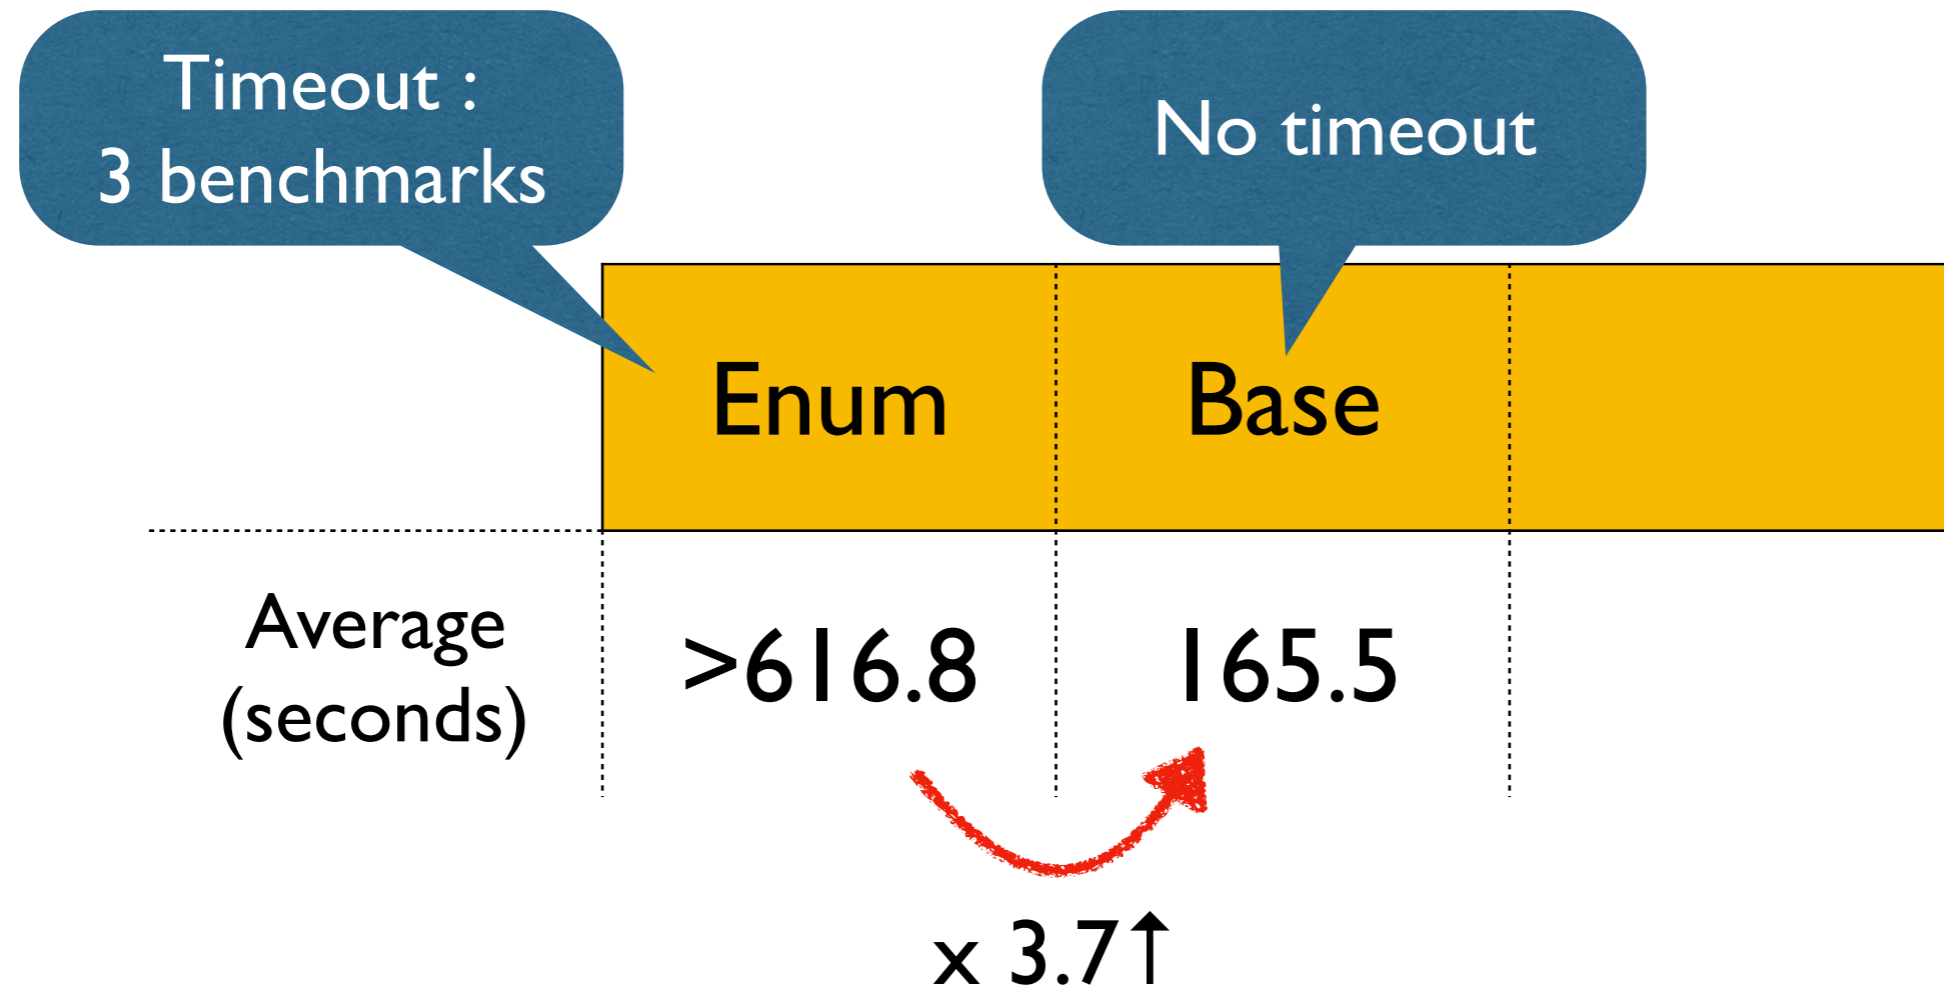 Timeout :
3 benchmarks
No timeout
Enum
Base
Average
(seconds)
>616.8
165.5
x 3.7↑